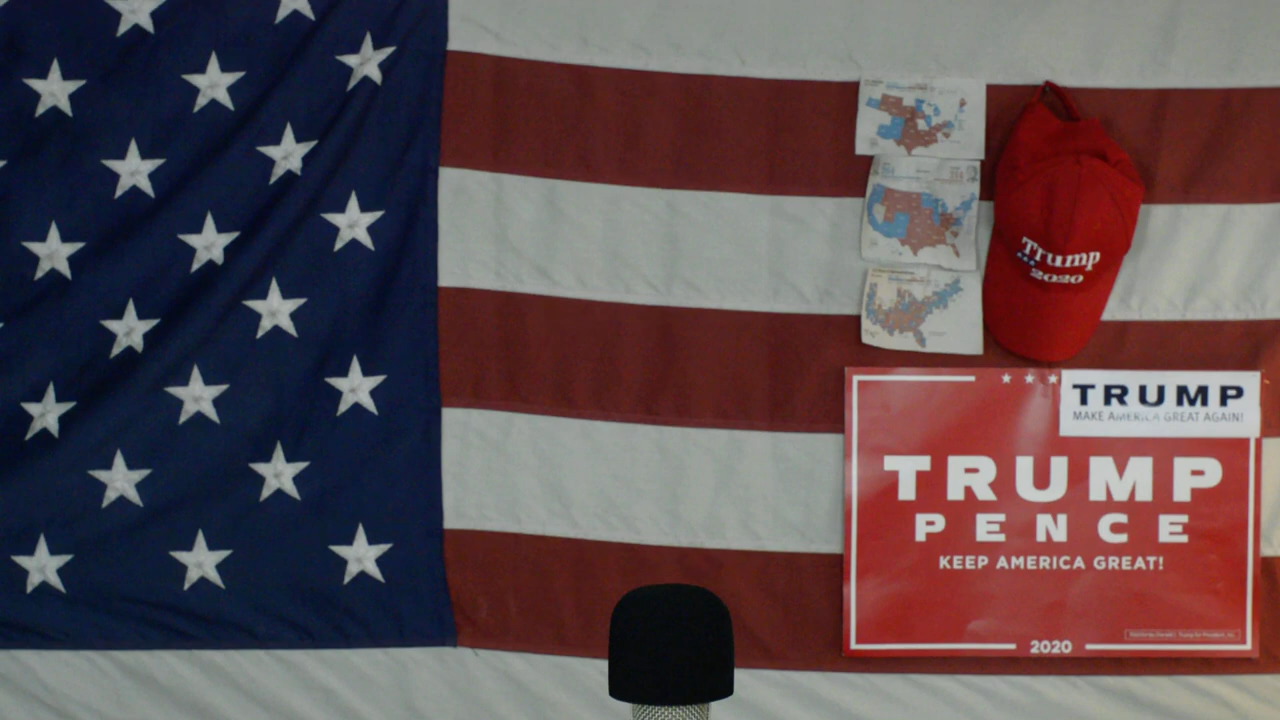 Trump
2020
TRUMP
MAKE AMERICA GREAT AGAIN!
TRUMP
PENCE
KEEP AMERICA GREAT!
2020